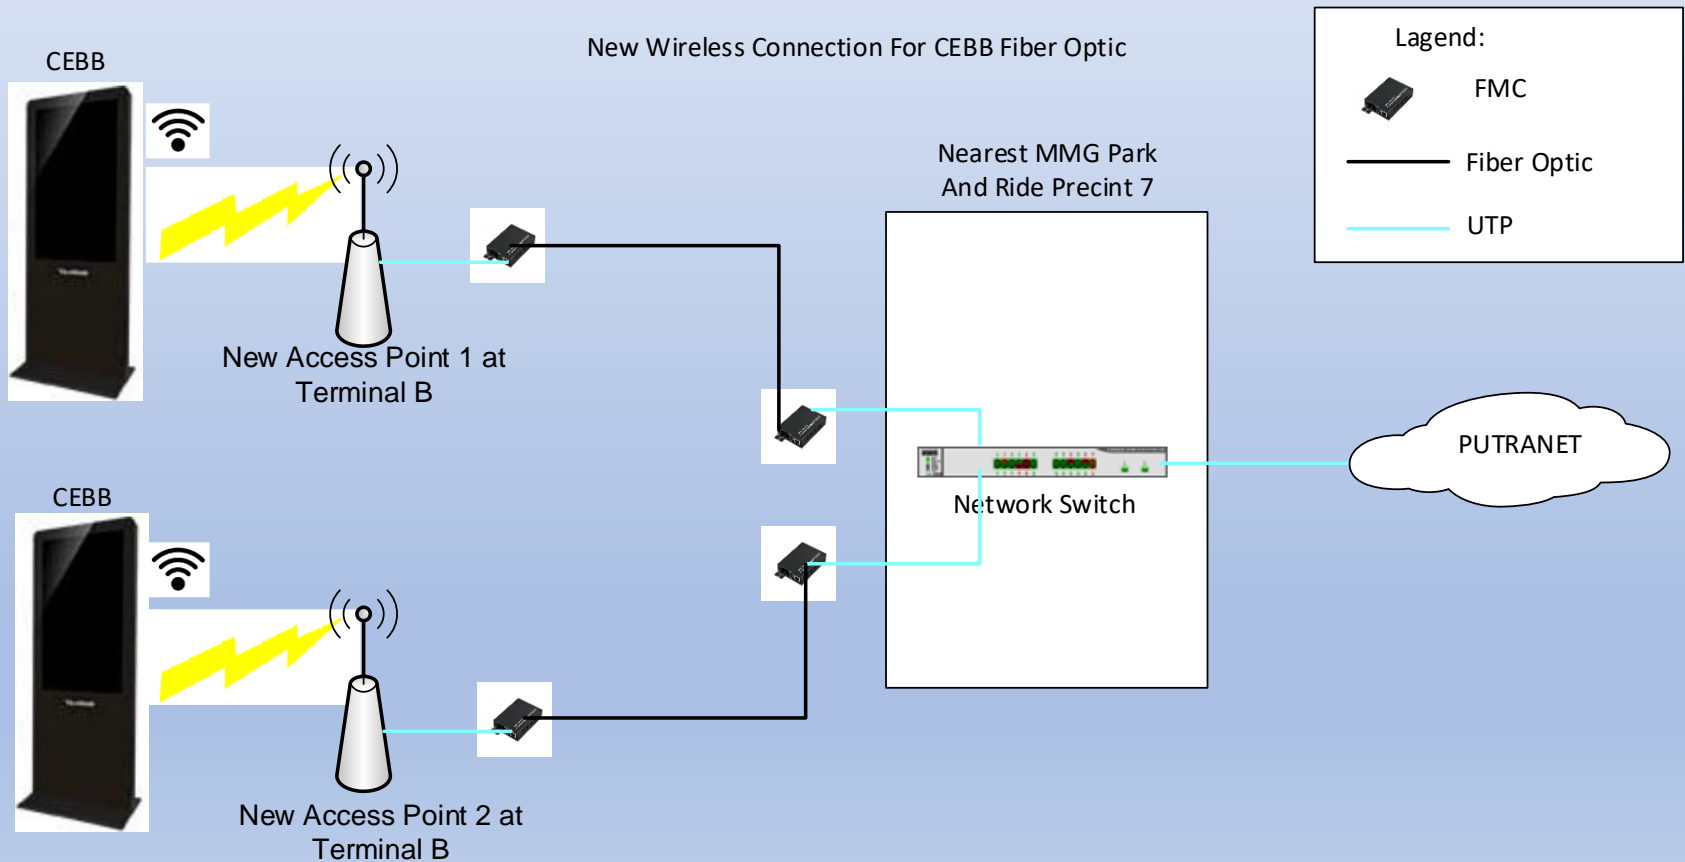 New Wireless Connection For CEBB Fiber Optic
CEBB
New Access Point 1 at
Terminal B
CEBB
New Access Point 2 at
Terminal B
Nearest MMG Park
And Ride Precint 7
Network Switch
PUTRANET
Lagend:
FMC
Fiber Optic
UTP